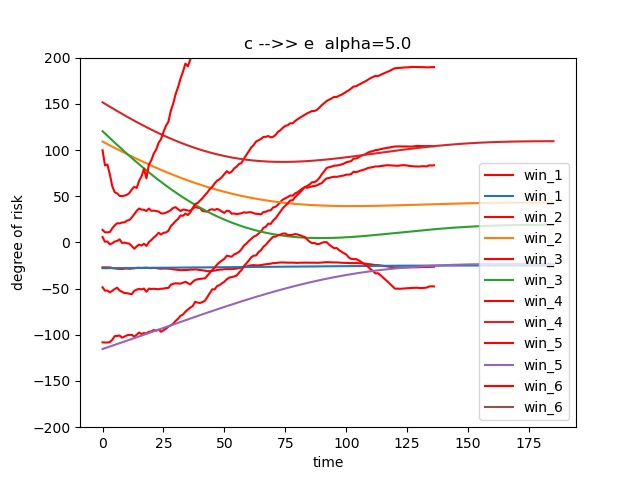 c -->> e  alpha=5.0
degree of risk
200
150
100
50
0
−50
−100
−150
−200
0
25
50
75
100
125
150
175
time
win_1
win_1
win_2
win_2
win_3
win_3
win_4
win_4
win_5
win_5
win_6
win_6